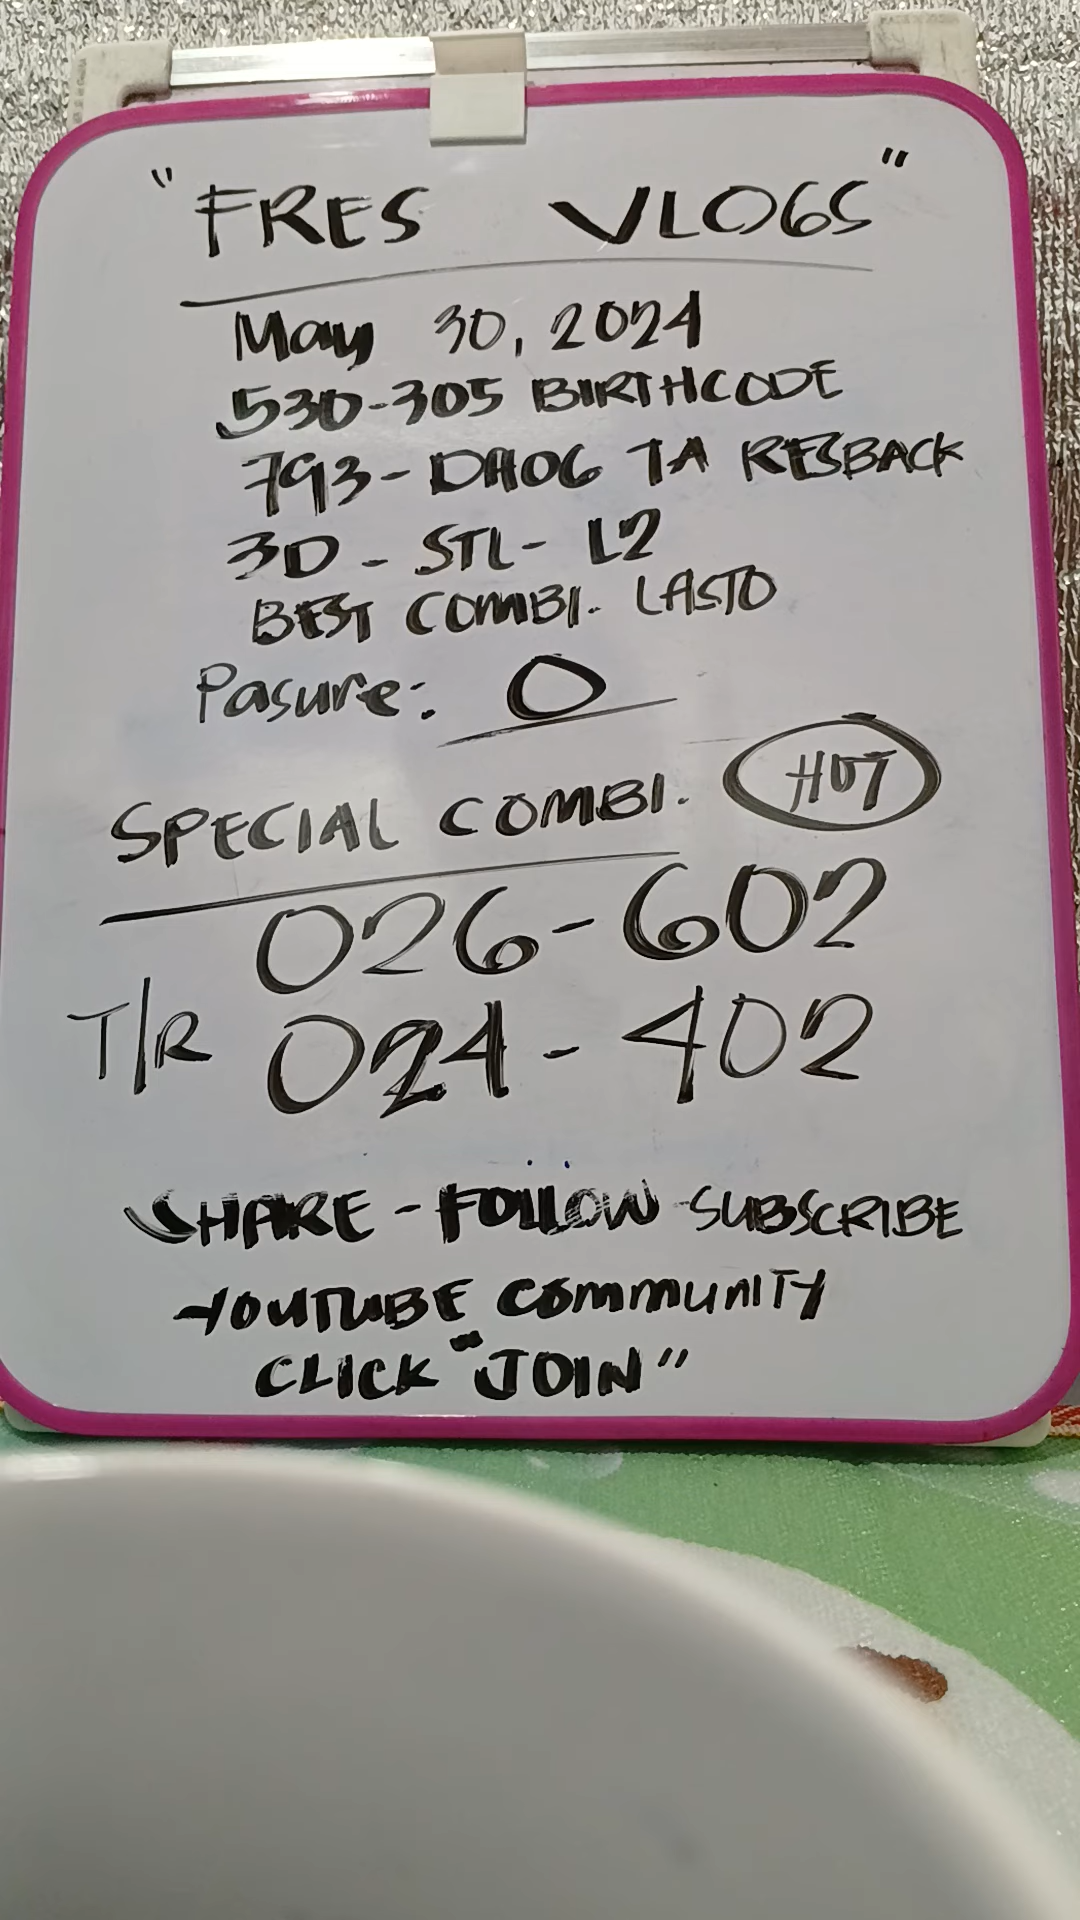 "FRES VLOGS"
May 30, 2024
530-305 BIRTHCODE
793-DHOG TA RESBACK
3D - STL - L2
BEST COMBI. LASTO
Pasure: 0
SPECIAL COMBI. HOT
026-602
T/R 024-402
SHARE-FOLLOW-SUBSCRIBE
YOUTUBE COMMUNITY
CLICK "JOIN"